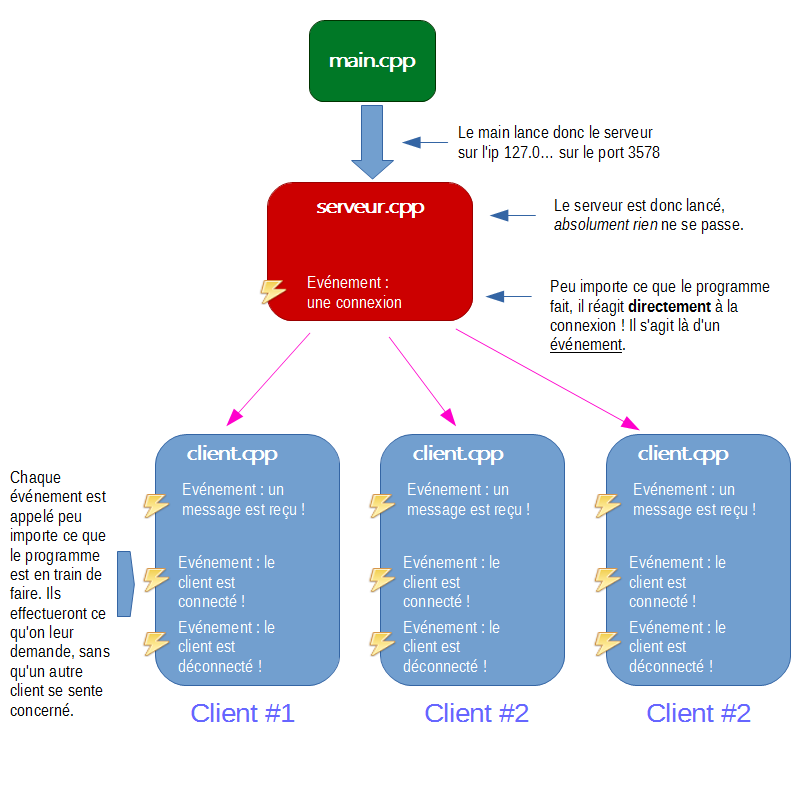 main.cpp
Le main lance donc le serveur
sur l'ip 127.0... sur le port 3578
serveur.cpp
Le serveur est donc lancé,
absolument rien ne se passe.
Evénement :
une connexion
Peu importe ce que le programme
fait, il réagit directement à la
connexion ! Il s'agit là d'un
événement.
Chaque
événement est
appelé peu
importe ce que
le programme
est en train de
faire. Ils
effectueront ce
qu'on leur
demande, sans
qu'un autre
client se sente
concerné.
client.cpp
Evénement : un
message est reçu !
Evénement : le
client est
connecté !
Evénement : le
client est
déconnecté !
Client #1
client.cpp
Evénement : un
message est reçu !
Evénement : le
client est
connecté !
Evénement : le
client est
déconnecté !
Client #2
client.cpp
Evénement : un
message est reçu !
Evénement : le
client est
connecté !
Evénement : le
client est
déconnecté !
Client #2